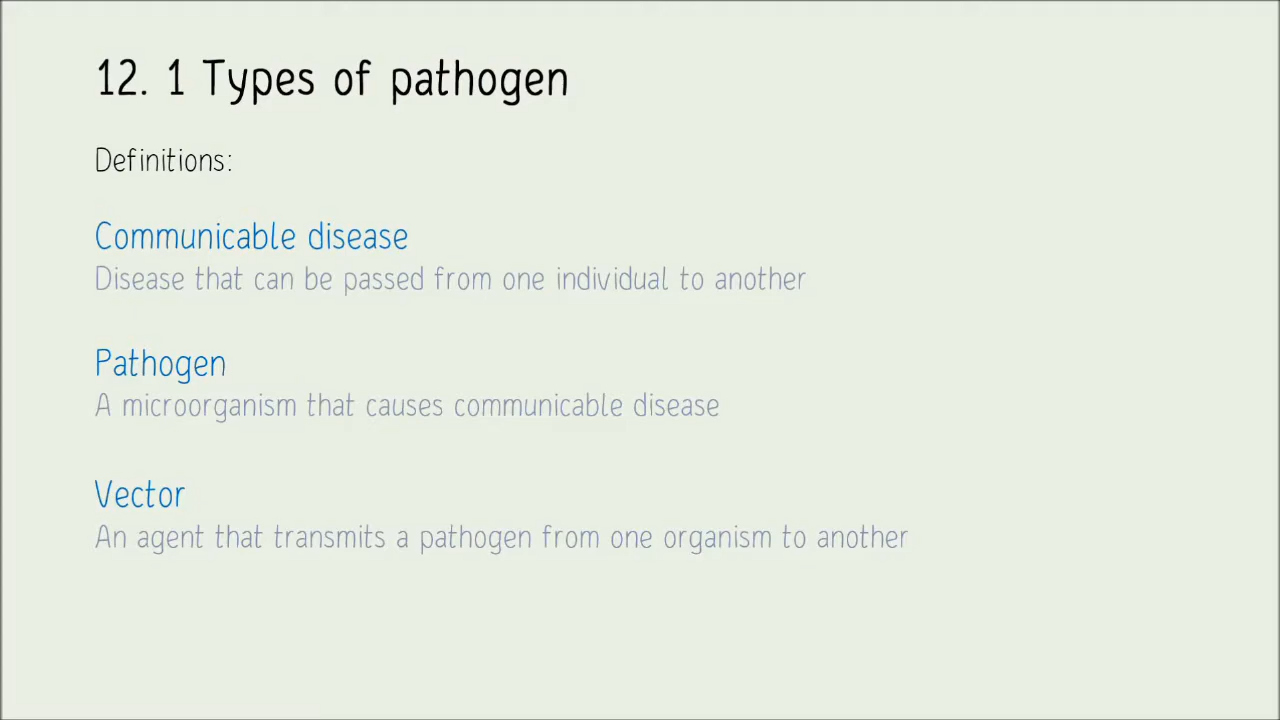 12. 1 Types of pathogen
Definitions:
Communicable disease
Disease that can be passed from one individual to another
Pathogen
A microorganism that causes communicable disease
Vector
An agent that transmits a pathogen from one organism to another